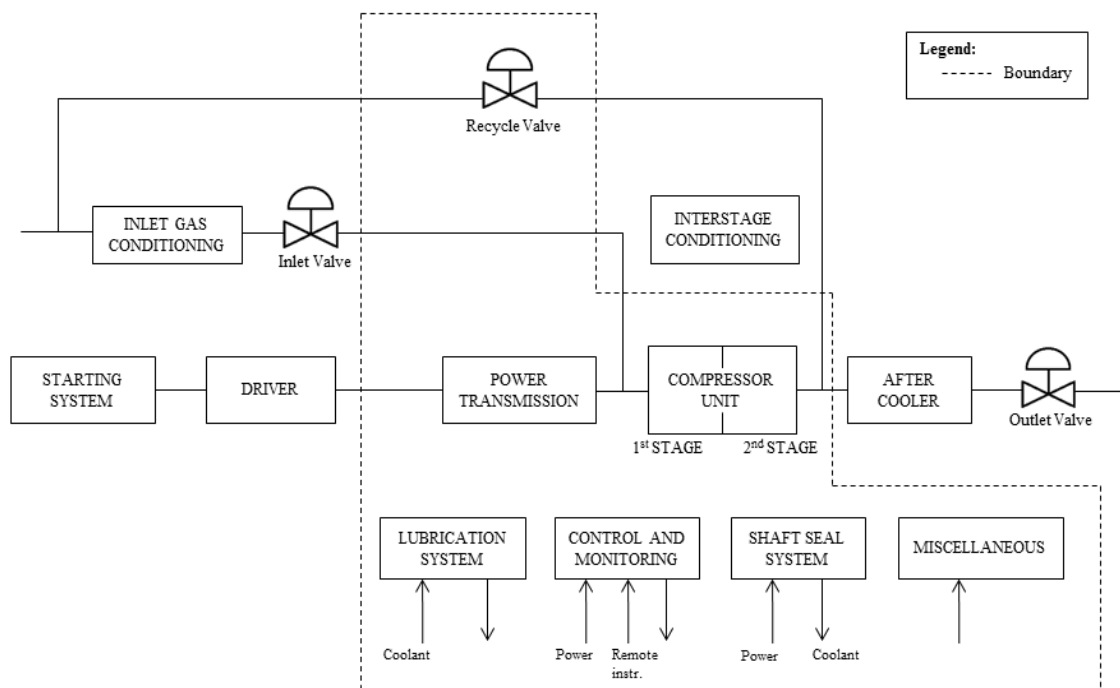 Legend:
Boundary
Recycle Valve
INLET GAS
CONDITIONING
Inlet Valve
INTERSTAGE
CONDITIONING
STARTING
SYSTEM
DRIVER
POWER
TRANSMISSION
COMPRESSOR
UNIT
1st STAGE
2nd STAGE
AFTER
COOLER
Outlet Valve
LUBRICATION
SYSTEM
Coolant
CONTROL AND
MONITORING
Power
Remote
instr.
SHAFT SEAL
SYSTEM
Power
Coolant
MISCELLANEOUS